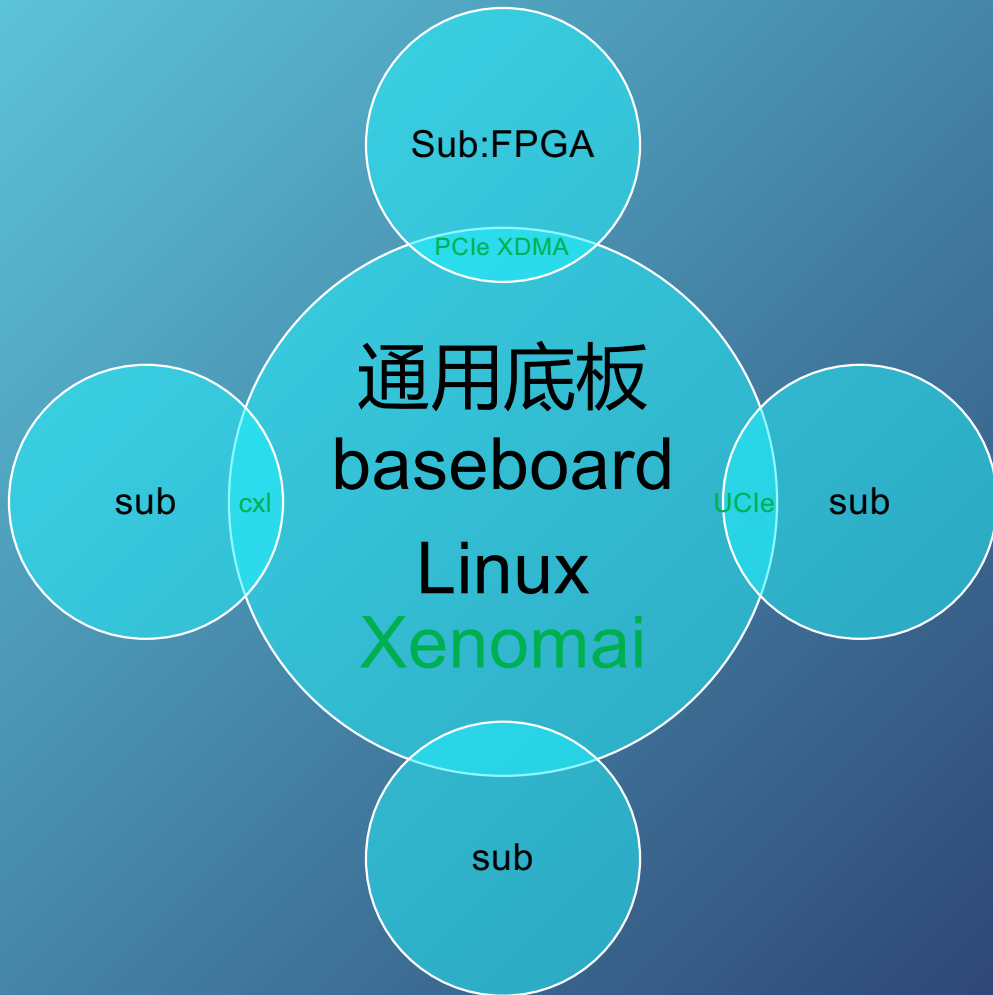 Sub:FPGA
PCIe XDMA
通用底板
baseboard
sub
cxl
UCIe
sub
Linux
Xenomai
sub